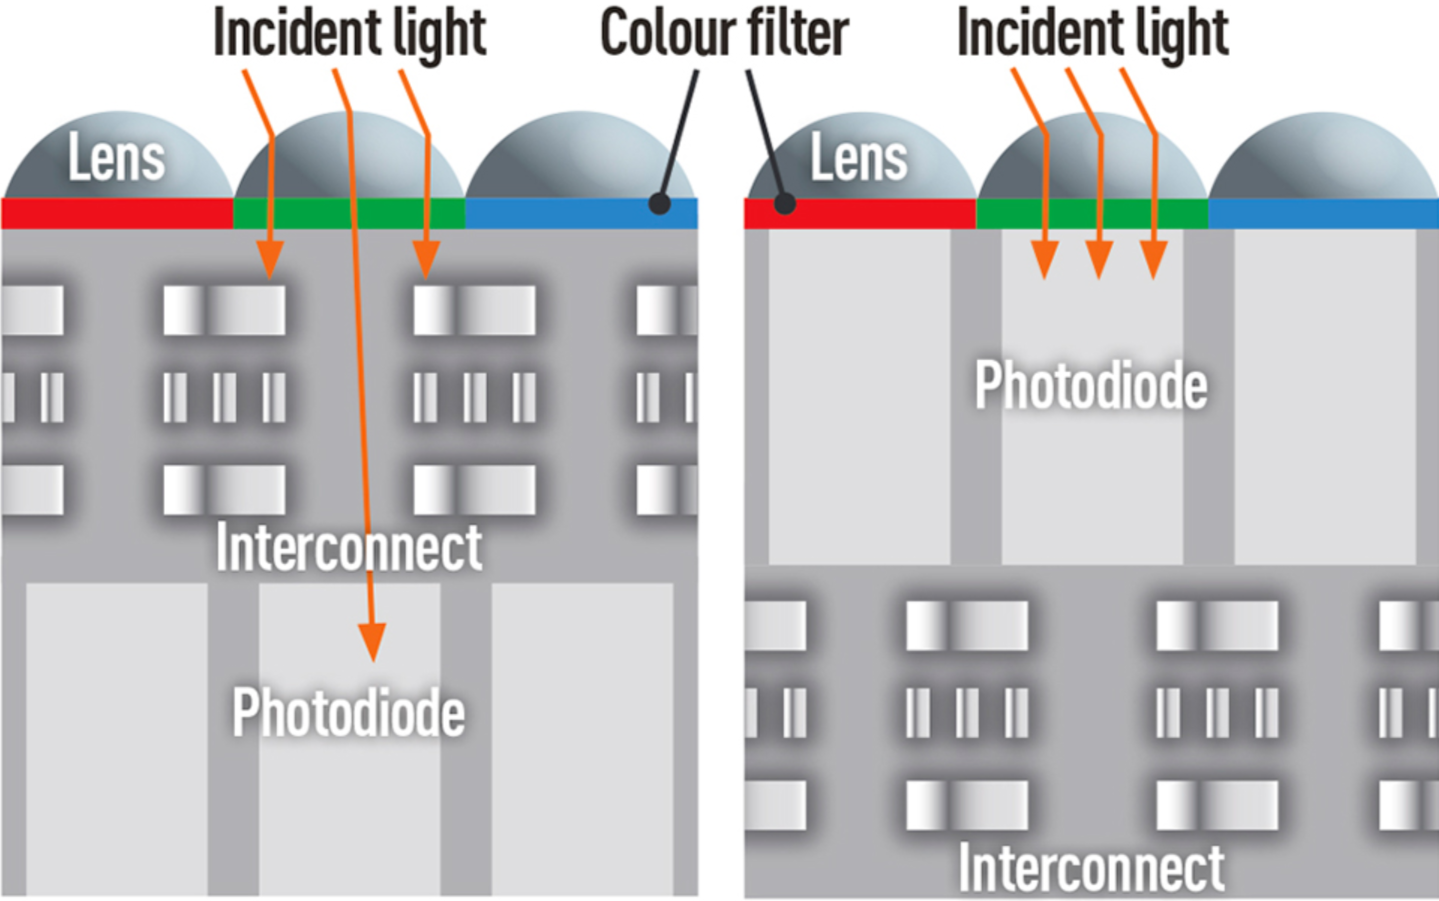 Incident light
Colour filter
Incident light
Lens
Lens
Photodiode
Interconnect
Photodiode
Interconnect